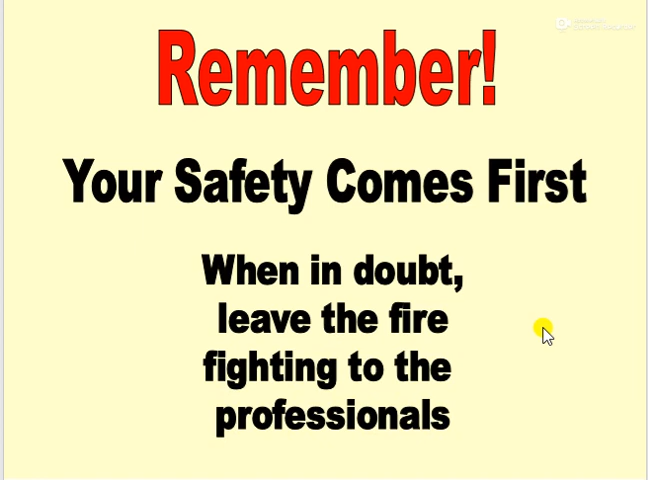 Remember!
Your Safety Comes First
When in doubt,
leave the fire
fighting to the
professionals